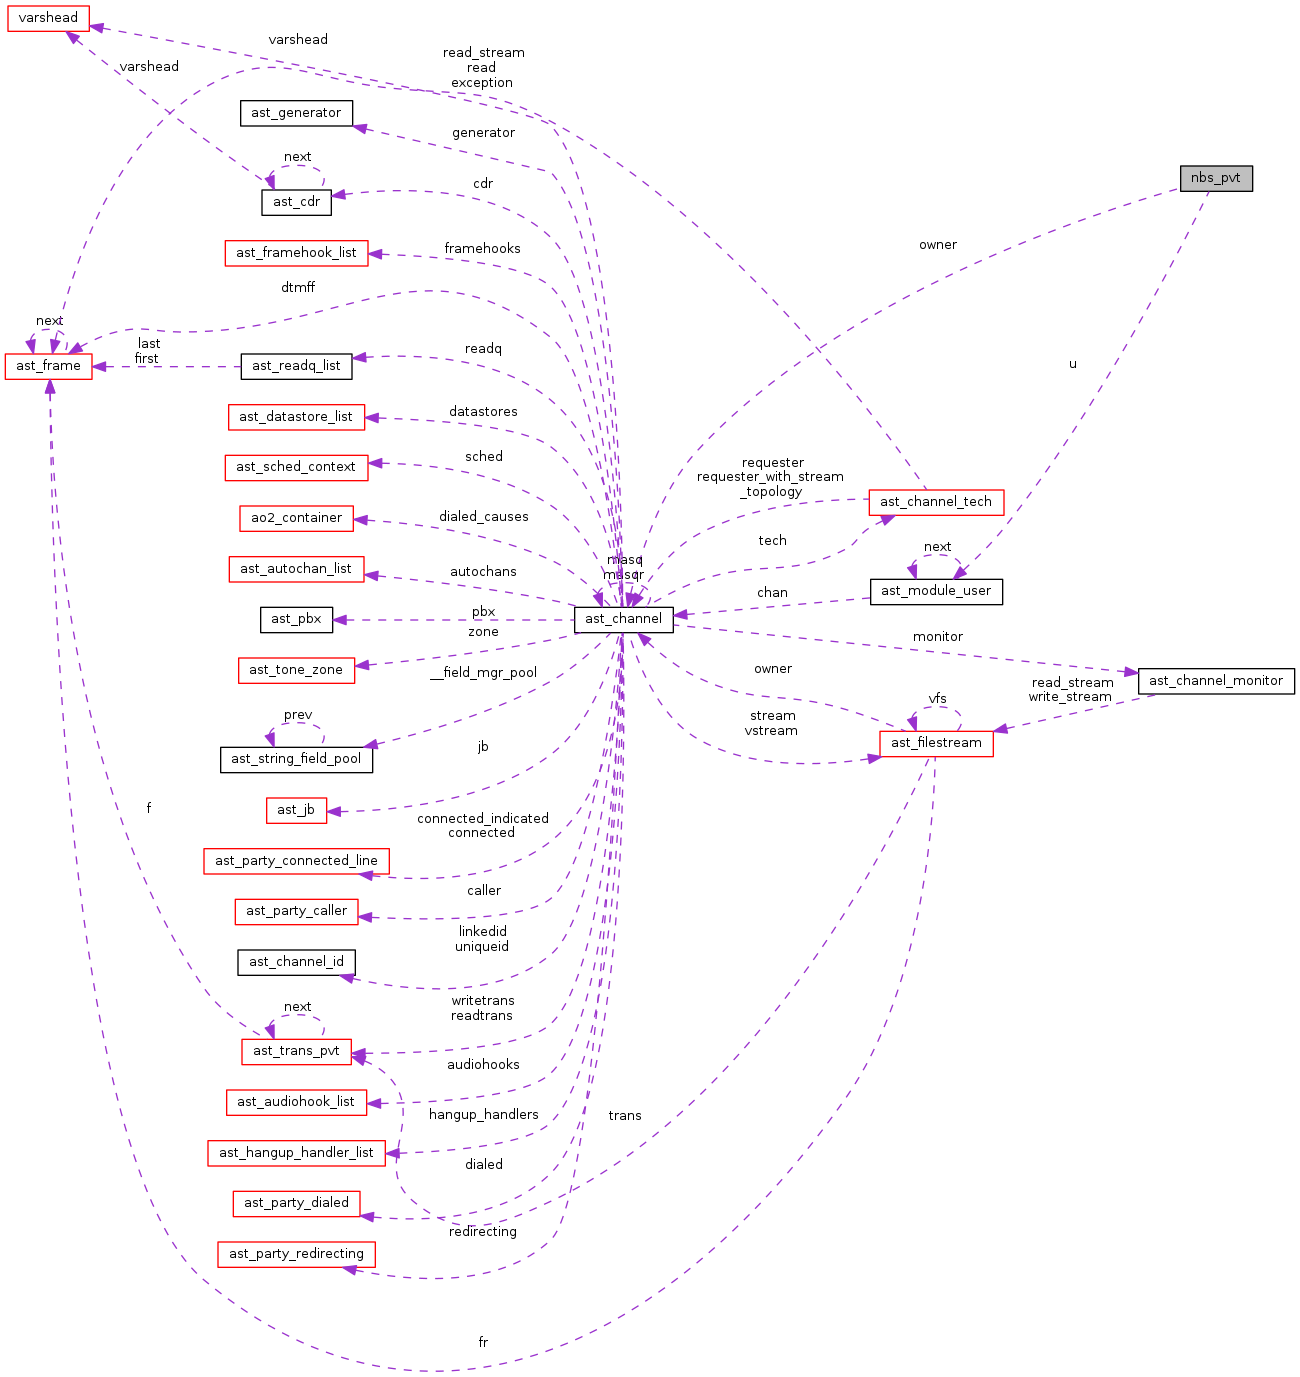 varshead
varshead
varshead
read_stream
read
exception
ast_generator
generator
next
cdr
ast_cdr
nbs_pvt
owner
ast_framehook_list
framehooks
dtmff
next
last
first
readq
ast_frame
ast_readq_list
u
ast_datastore_list
datastores
ast_sched_context
sched
requester
requester_with_stream
_topology
ast_channel_tech
ao2_container
dialed_causes
tech
next
ast_autochan_list
autochans
masq
masqr
ast_module_user
chan
ast_pbx
pbx
ast_channel
zone
monitor
ast_tone_zone
__field_mgr_pool
owner
ast_channel_monitor
read_stream
write_stream
prev
vfs
stream
vstream
ast_filestream
ast_string_field_pool
jb
ast_jb
f
connected_indicated
connected
ast_party_connected_line
caller
ast_party_caller
linkedid
uniqueid
ast_channel_id
next
writetrans
readtrans
ast_trans_pvt
audiohooks
ast_audiohook_list
hangup_handlers
trans
ast_hangup_handler_list
dialed
ast_party_dialed
redirecting
ast_party_redirecting
fr